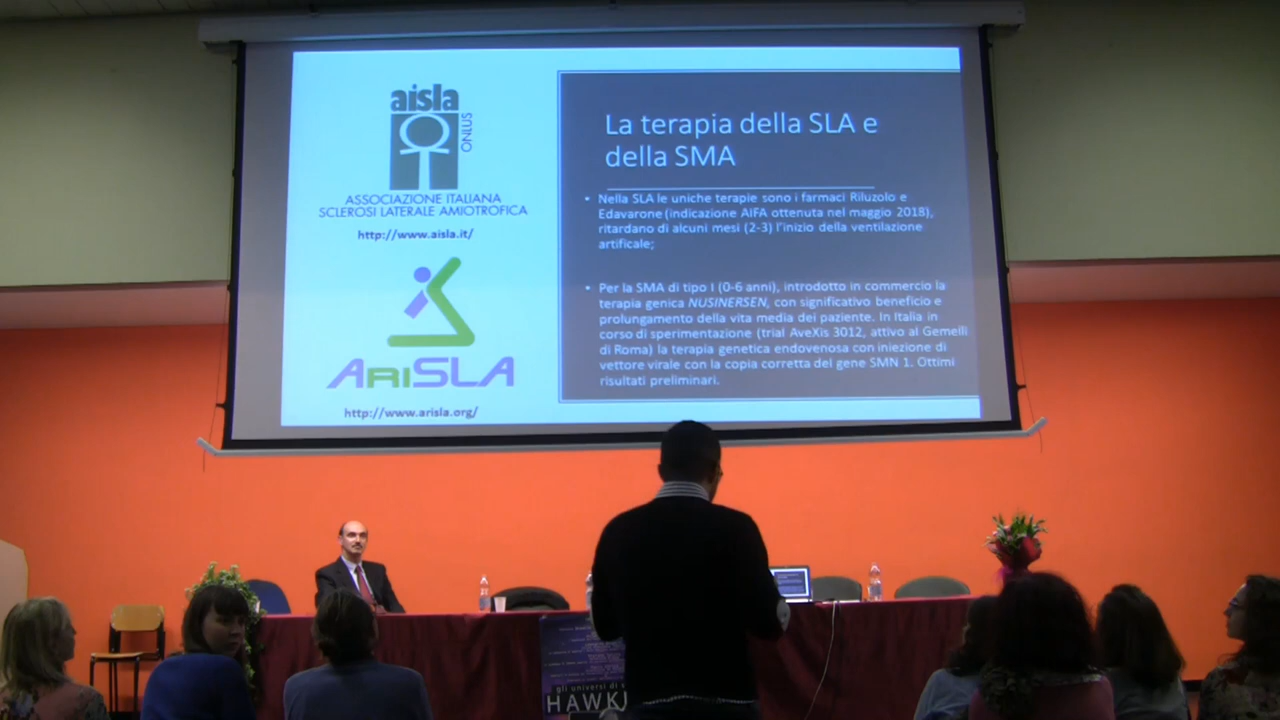 aisla
ONLUS
ASSOCIAZIONE ITALIANA
SCLEROSI LATERALE AMIOTROFICA
http://www.aisla.it/
ARISLA
http://www.arisla.org/
La terapia della SLA e
della SMA
• Nella SLA le uniche terapie sono i farmaci Riluzolo e
Edavarone (indicazione AIFA ottenuta nel maggio 2018),
ritardano di alcuni mesi (2-3) l'inizio della ventilazione
artificale;
• Per la SMA di tipo I (0-6 anni), introdotto in commercio la
terapia genica NUSINERSEN, con significativo beneficio e
prolungamento della vita media dei paziente. In Italia in
corso di sperimentazione (trial AveXis 3012, attivo al Gemelli
di Roma) la terapia genetica endovenosa con iniezione di
vettore virale con la copia corretta del gene SMN 1. Ottimi
risultati preliminari.
gli universi di
HAWK